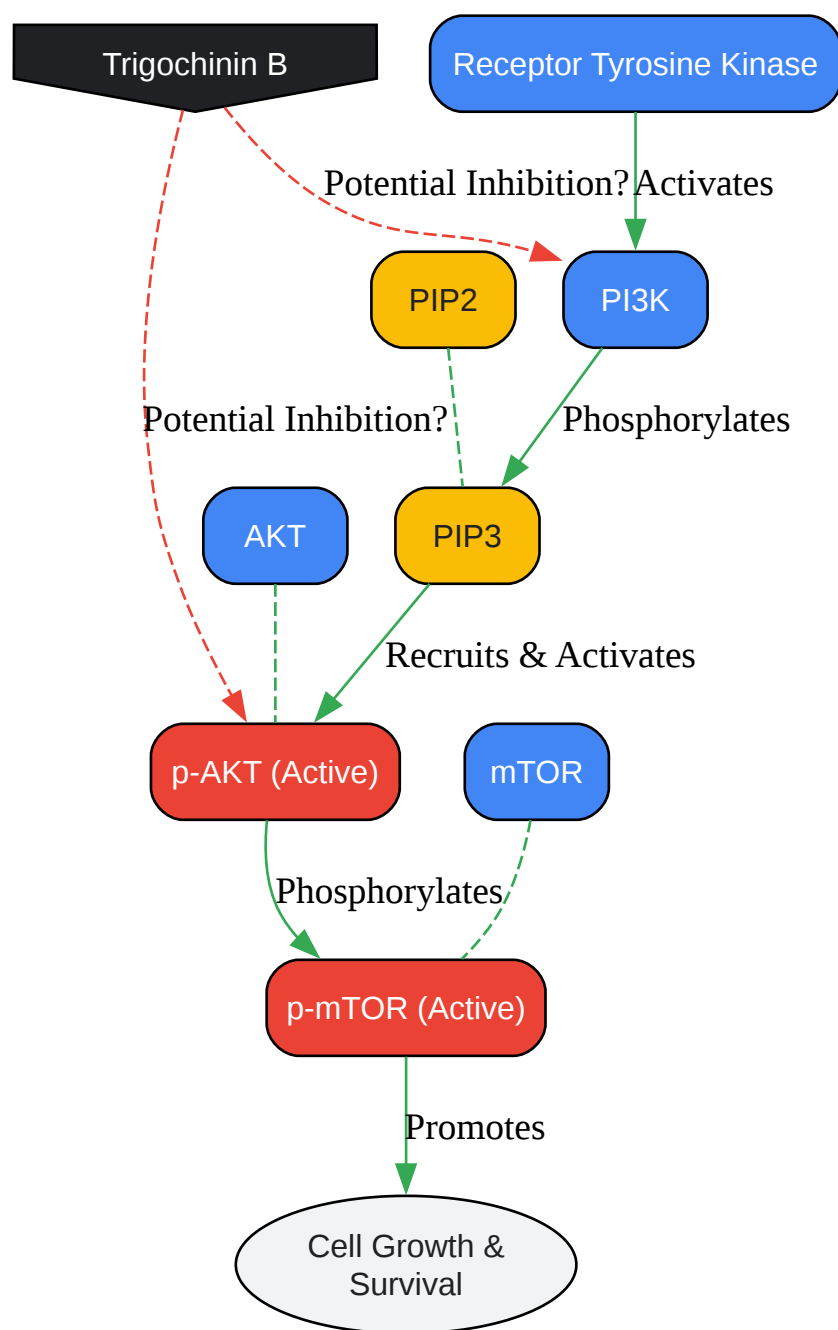 Trigochinin B
Receptor Tyrosine Kinase
Potential Inhibition?
Activates
PIP2
PI3K
Potential Inhibition?
Phosphorylates
AKT
PIP3
Recruits & Activates
p-AKT (Active)
mTOR
Phosphorylates
p-mTOR (Active)
Promotes
Cell Growth &
Survival